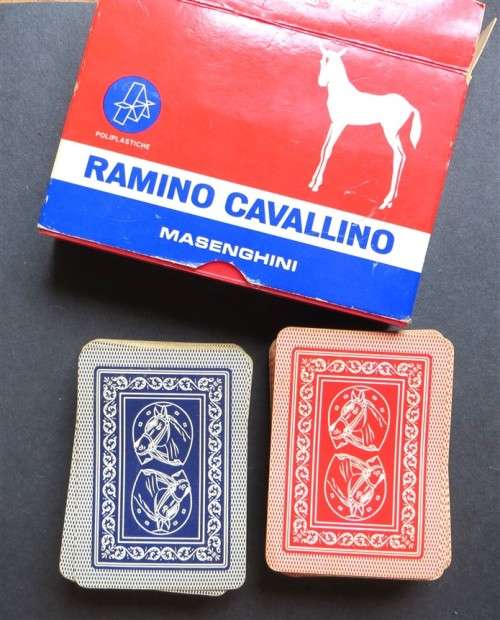 POLIPLASTICHE
RAMINO CAVALLINO
MASENGHINI